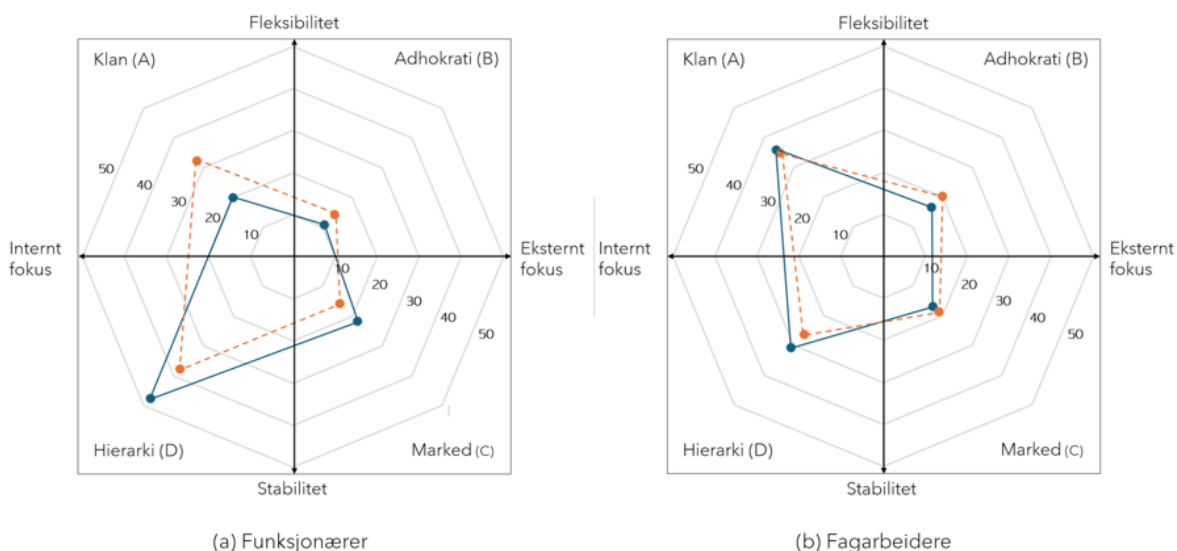 Fleksibilitet
Klan (A)
Adhokrati (B)
50
40
30
20
10
Internt
fokus
Eksternt
fokus
10
20
30
40
50
Hierarki (D)
Marked (C)
Stabilitet
(a) Funksjonærer
Fleksibilitet
Klan (A)
Adhokrati (B)
50
40
30
20
10
Internt
fokus
Eksternt
fokus
10
20
30
40
50
Hierarki (D)
Marked (C)
Stabilitet
(b) Fagarbeidere